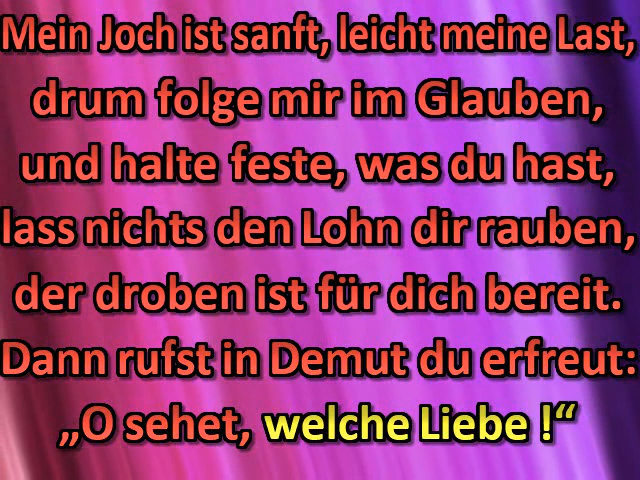 Mein Joch ist sanft, leicht meine Last,
drum folge mir im Glauben,
und halte feste, was du hast,
lass nichts den Lohn dir rauben,
der droben ist für dich bereit.
Dann rufst in Demut du erfreut:
„O sehet, welche Liebe !“